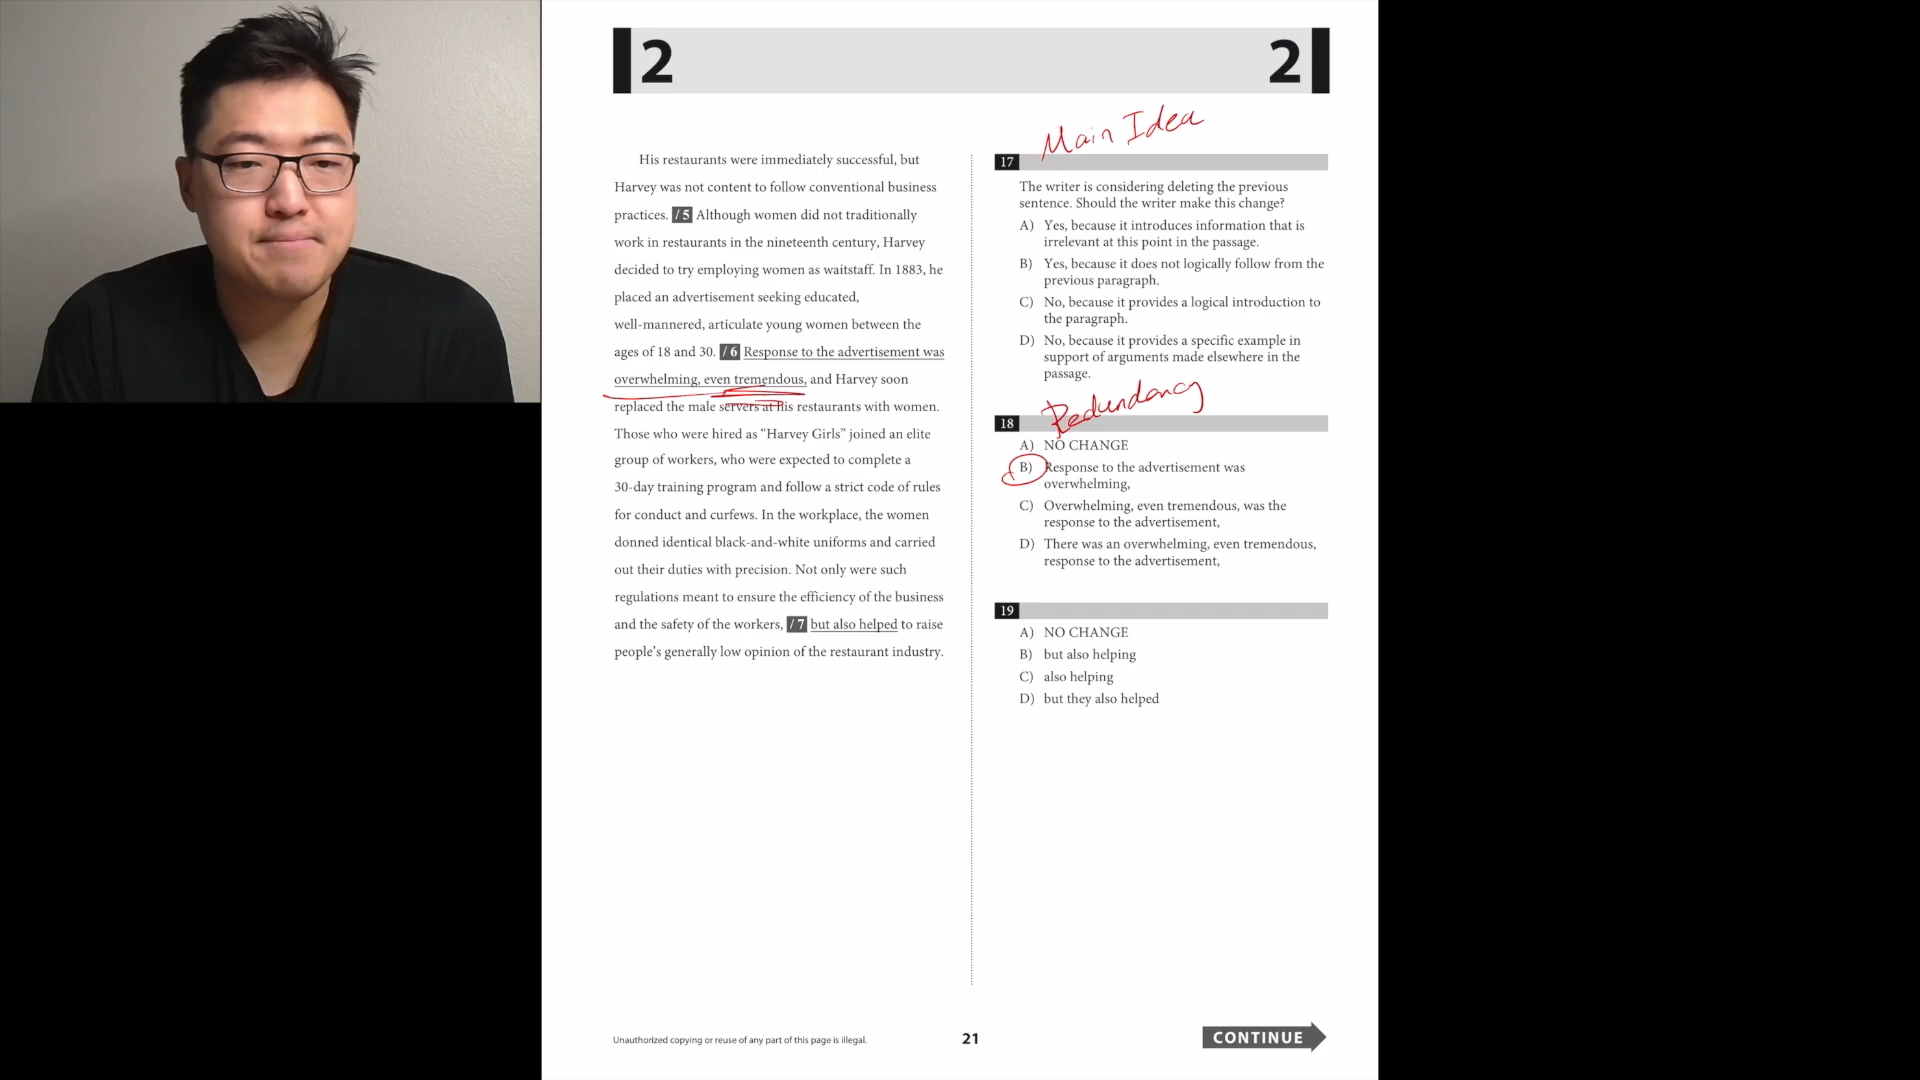 2 2
His restaurants were immediately successful, but
Harvey was not content to follow conventional business
practices. / 5 Although women did not traditionally
work in restaurants in the nineteenth century, Harvey
decided to try employing women as waitstaff. In 1883, he
placed an advertisement seeking educated,
well-mannered, articulate young women between the
ages of 18 and 30. / 6 Response to the advertisement was
overwhelming, even tremendous, and Harvey soon
replaced the male servers at his restaurants with women.
Those who were hired as “Harvey Girls” joined an elite
group of workers, who were expected to complete a
30-day training program and follow a strict code of rules
for conduct and curfews. In the workplace, the women
donned identical black-and-white uniforms and carried
out their duties with precision. Not only were such
regulations meant to ensure the efficiency of the business
and the safety of the workers, / 7 but also helped to raise
people’s generally low opinion of the restaurant industry.
Main Idea
17
The writer is considering deleting the previous
sentence. Should the writer make this change?
A) Yes, because it introduces information that is
irrelevant at this point in the passage.
B) Yes, because it does not logically follow from the
previous paragraph.
C) No, because it provides a logical introduction to
the paragraph.
D) No, because it provides a specific example in
support of arguments made elsewhere in the
passage.
Redundancy
18
A) NO CHANGE
B) Response to the advertisement was
overwhelming,
C) Overwhelming, even tremendous, was the
response to the advertisement,
D) There was an overwhelming, even tremendous,
response to the advertisement,
19
A) NO CHANGE
B) but also helping
C) also helping
D) but they also helped
Unauthorized copying or reuse of any part of this page is illegal.
21
CONTINUE